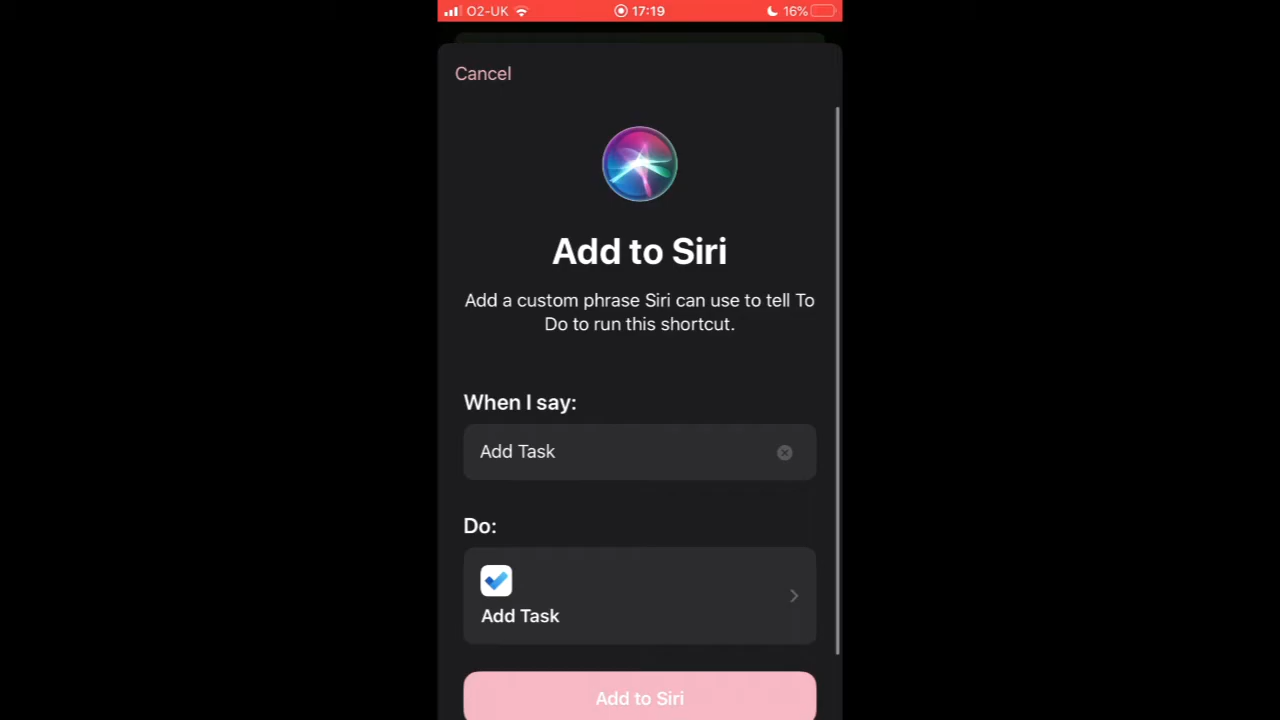 O2-UK 17:19 16%
Cancel
Add to Siri
Add a custom phrase Siri can use to tell To
Do to run this shortcut.
When I say:
Add Task
Do:
Add Task
Add to Siri